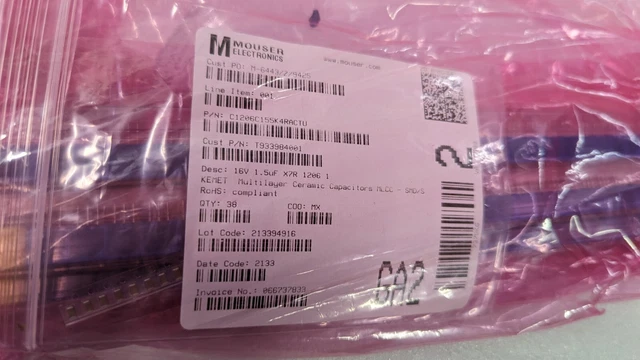 MOUSER
ELECTRONICS
www.mouser.com
Line Item: 001
P/N: C1206C155K4RACTU
Cust P/N: T933904001
Desc: 16V 1.5uF X7R 1206 1
KEMET Multilayer Ceramic Capacitors MLCC - SMD/S
RoHS: compliant
QTY: 38 COO: MX
Lot Code: 213394916
Date Code: 2133
Invoice No.: 066737833
2
GA2